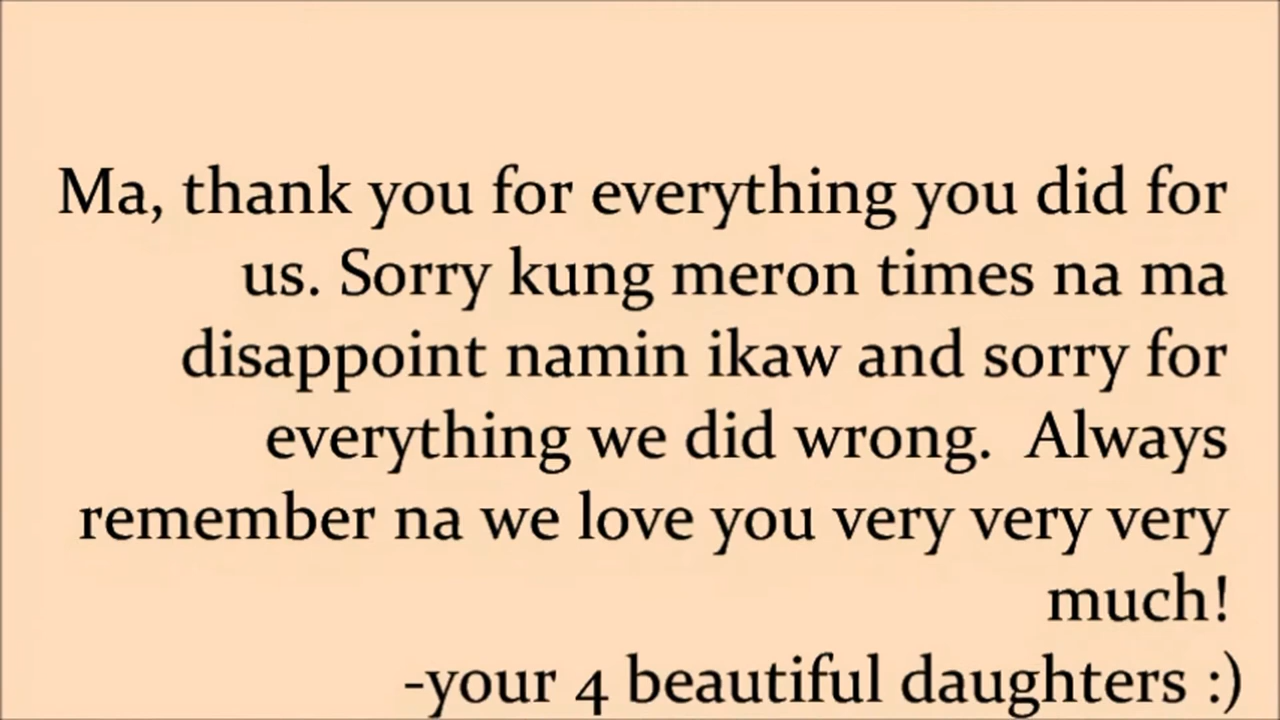 Ma, thank you for everything you did for
us. Sorry kung meron times na ma
disappoint namin ikaw and sorry for
everything we did wrong.  Always
remember na we love you very very very
much!
-your 4 beautiful daughters :)